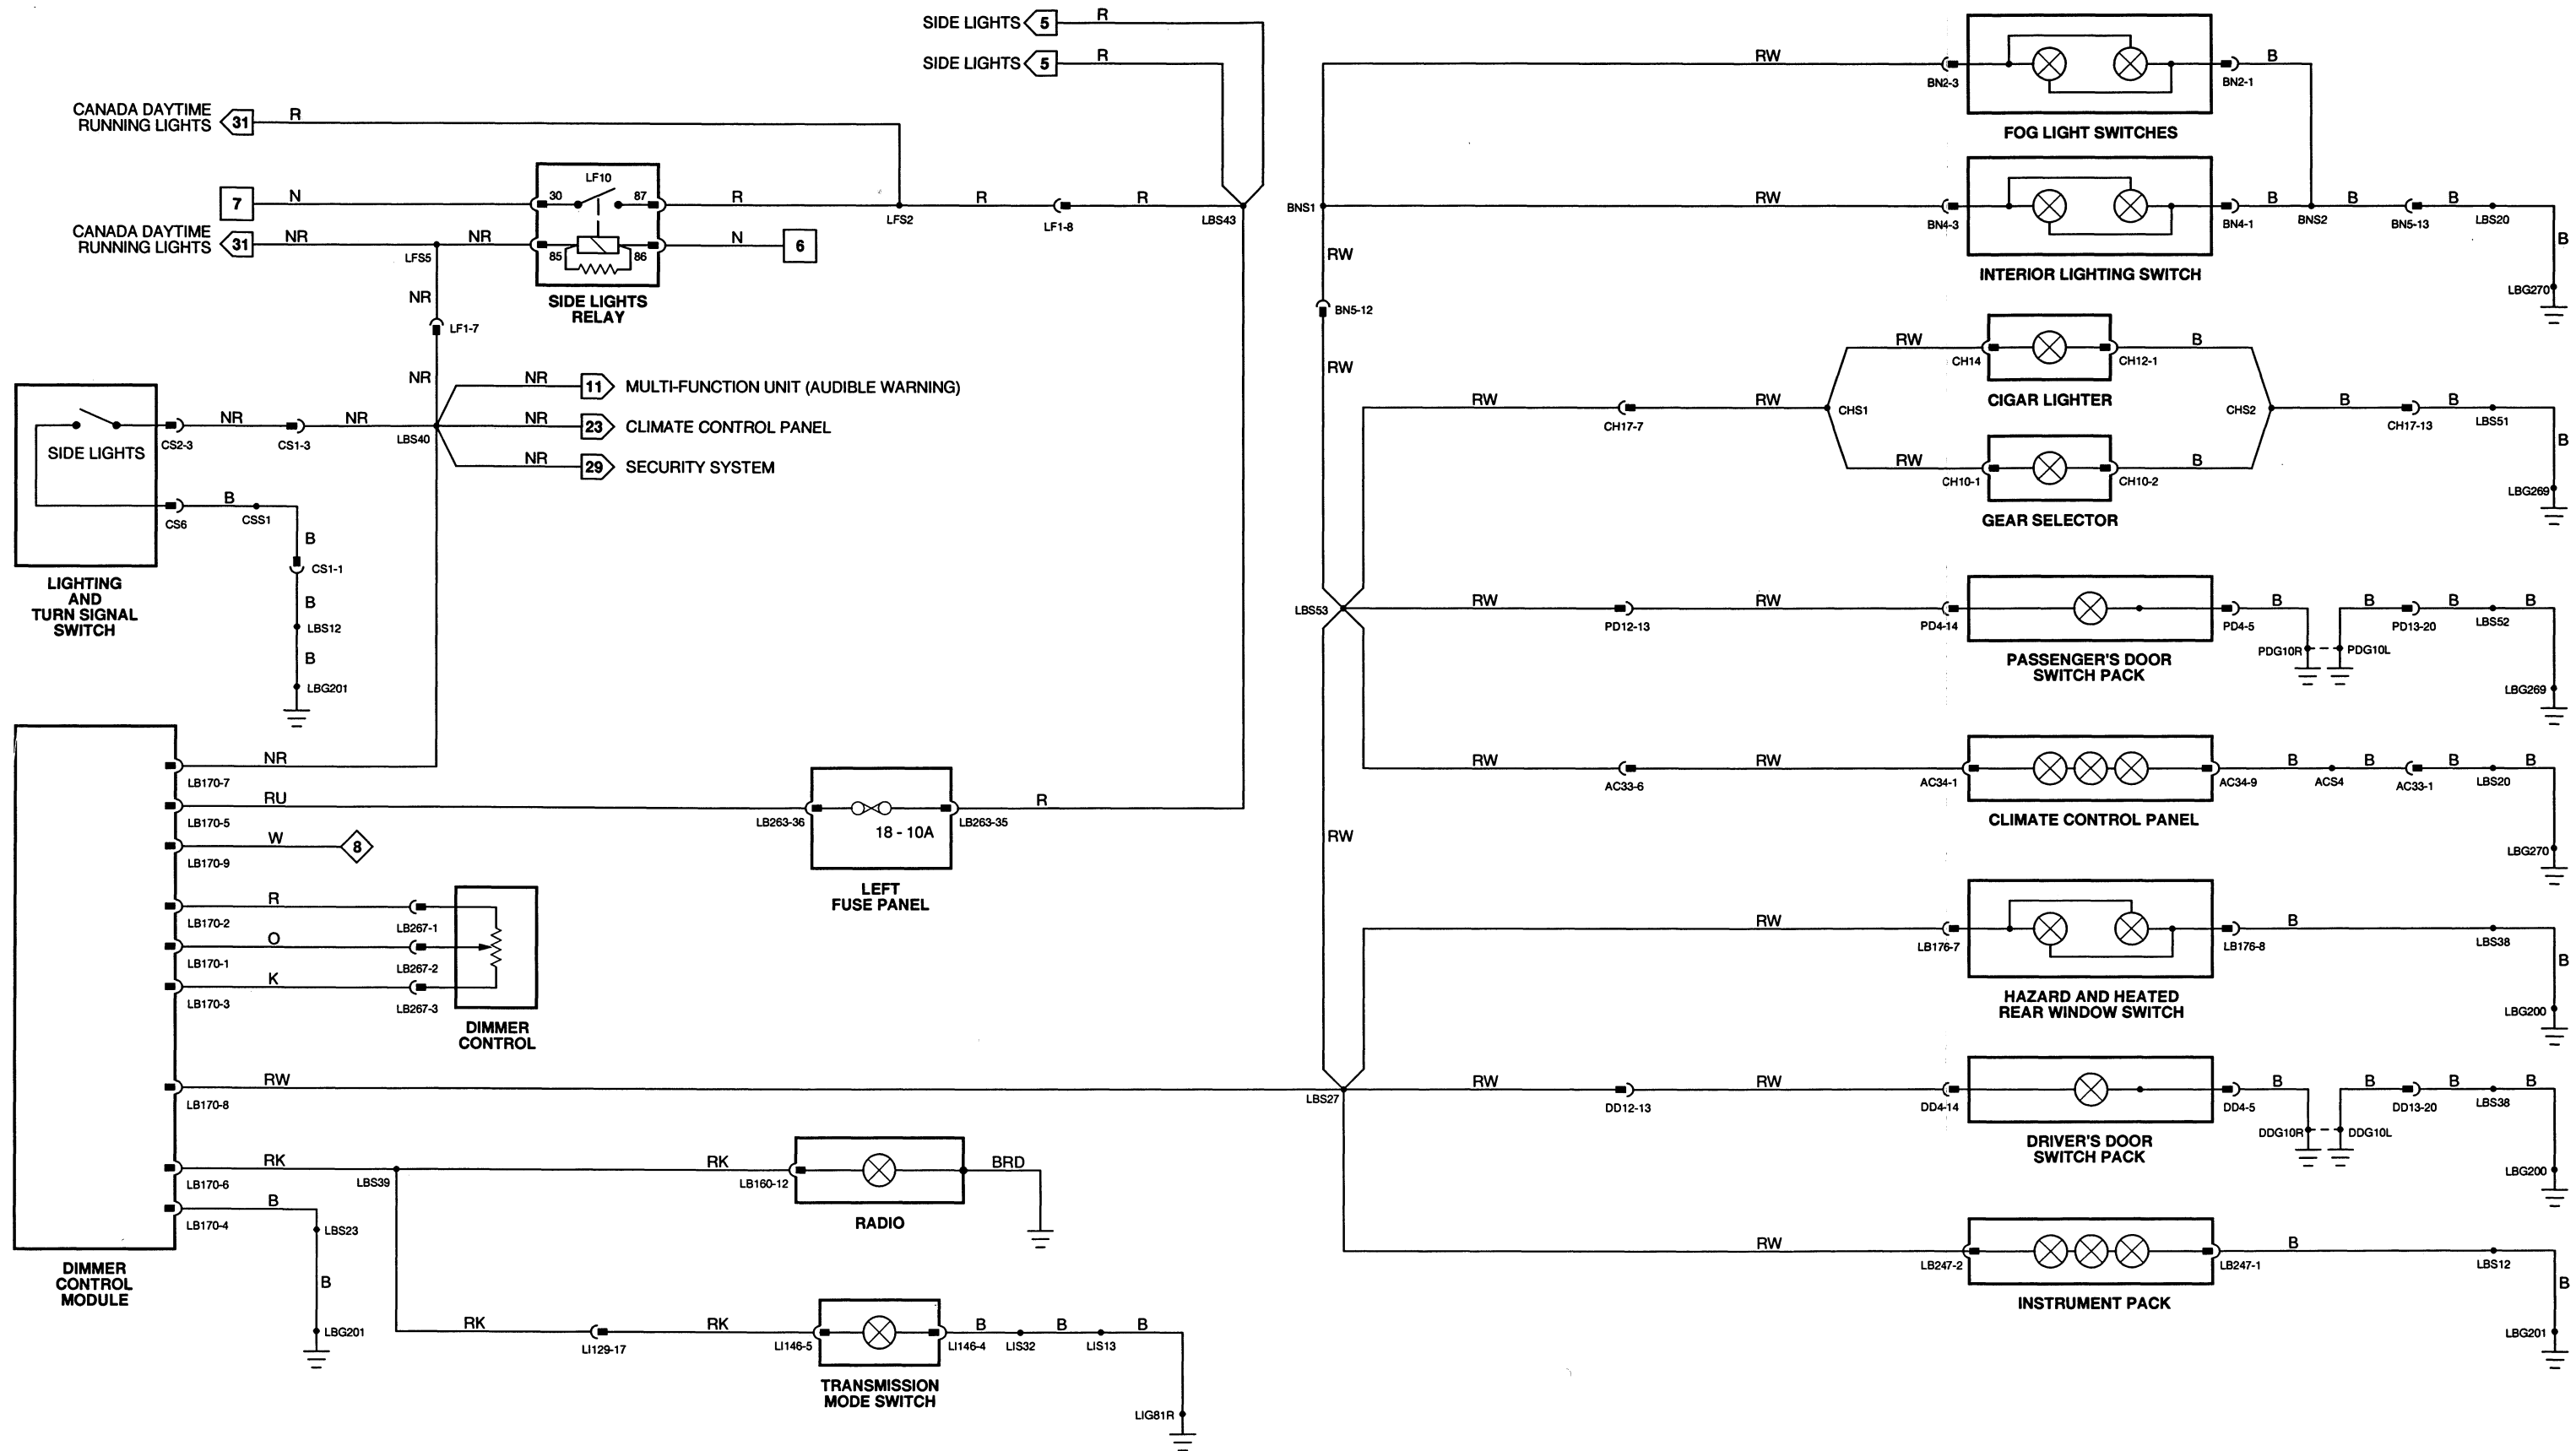 SIDE LIGHTS 5 R
SIDE LIGHTS 5 R
CANADA DAYTIME
RUNNING LIGHTS 31 R
7 N
CANADA DAYTIME
RUNNING LIGHTS 31 NR NR
LFS5
LF10
30 87
85 86
SIDE LIGHTS
RELAY
R LFS2 R LF1-8 R LBS43
N 6
NR
LF1-7
NR
NR 11 MULTI-FUNCTION UNIT (AUDIBLE WARNING)
NR 23 CLIMATE CONTROL PANEL
NR 29 SECURITY SYSTEM
SIDE LIGHTS
CS2-3 NR CS1-3 NR LBS40
CS6 B CSS1
B
CS1-1
B
LBS12
B
LBG201
LIGHTING
AND
TURN SIGNAL
SWITCH
LB170-7 NR
LB170-5 RU
LB263-36 18 - 10A LB263-35 R
LEFT
FUSE PANEL
LB170-9 W 8
LB170-2 R LB267-1
LB170-1 O LB267-2
LB170-3 K LB267-3
DIMMER
CONTROL
LB170-8 RW
LB170-6 RK LBS39 RK LB160-12
BRD
RADIO
LB170-4 B LBS23
B
LBG201
DIMMER
CONTROL
MODULE
RK LI129-17 RK LI146-5
LI146-4 B LIS32 B LIS13 B
LIG81R
TRANSMISSION
MODE SWITCH
RW BN2-3
BN2-1 B
FOG LIGHT SWITCHES
BNS1 RW BN4-3
BN4-1 B BNS2 B BN5-13 B LBS20
B
LBG270
INTERIOR LIGHTING SWITCH
RW
BN5-12
RW
RW CH17-7 RW CHS1
RW CH14
CH12-1 B
CIGAR LIGHTER
CHS2 B CH17-13 B LBS51
B
LBG269
RW CH10-1
CH10-2 B
GEAR SELECTOR
LBS53 RW PD12-13 RW PD4-14
PD4-5 B PDG10R PDG10L B PD13-20 B LBS52 B
LBG269
PASSENGER'S DOOR
SWITCH PACK
RW AC33-6 RW AC34-1
AC34-9 B ACS4 B AC33-1 B LBS20 B
LBG270
CLIMATE CONTROL PANEL
RW
RW LB176-7
LB176-8 B LBS38
B
LBG200
HAZARD AND HEATED
REAR WINDOW SWITCH
LBS27 RW DD12-13 RW DD4-14
DD4-5 B DDG10R DDG10L B DD13-20 B LBS38 B
LBG200
DRIVER'S DOOR
SWITCH PACK
RW LB247-2
LB247-1 B LBS12
B
LBG201
INSTRUMENT PACK